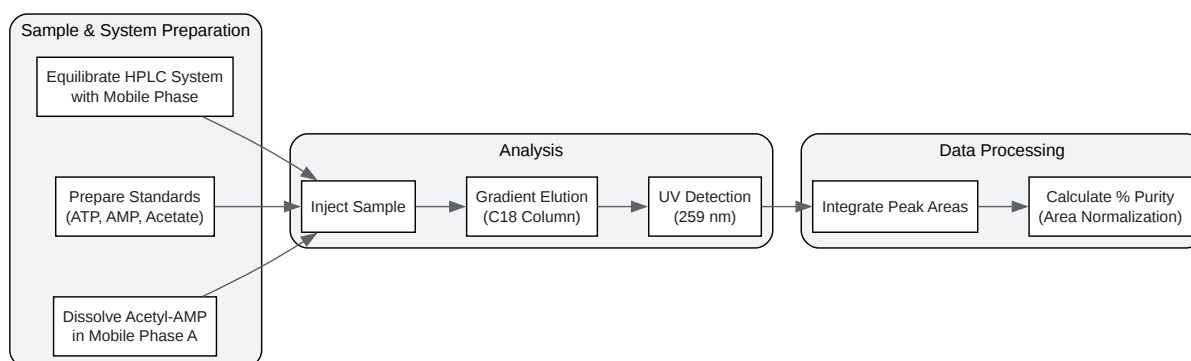 Sample & System Preparation
Equilibrate HPLC System
with Mobile Phase
Prepare Standards
(ATP, AMP, Acetate)
Dissolve Acetyl-AMP
in Mobile Phase A
Analysis
Inject Sample
Gradient Elution
(C18 Column)
UV Detection
(259 nm)
Data Processing
Integrate Peak Areas
Calculate % Purity
(Area Normalization)